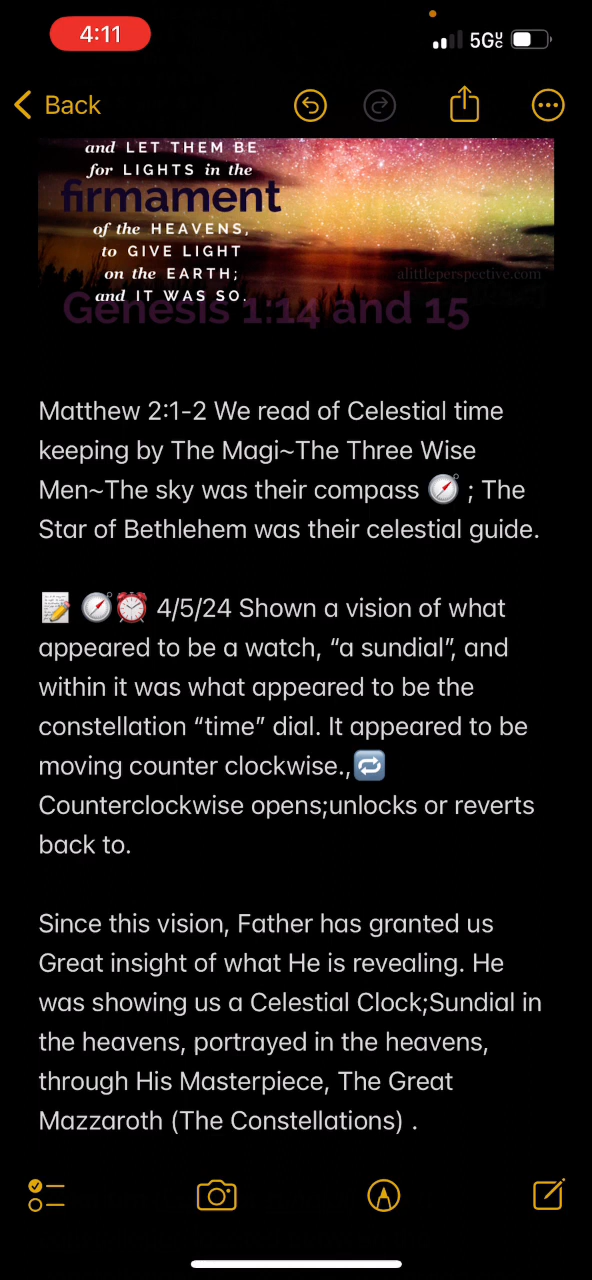 4:11
5G
Back
and LET THEM BE
for LIGHTS in the
firmament
of the HEAVENS,
to GIVE LIGHT
on the EARTH;
and IT WAS SO.
alittleperspective.com
Genesis 1:14 and 15
Matthew 2:1-2 We read of Celestial time
keeping by The Magi~The Three Wise
Men~The sky was their compass 🧭 ; The
Star of Bethlehem was their celestial guide.
📝 🧭⏰ 4/5/24 Shown a vision of what
appeared to be a watch, “a sundial”, and
within it was what appeared to be the
constellation “time” dial. It appeared to be
moving counter clockwise.,🔁
Counterclockwise opens;unlocks or reverts
back to.
Since this vision, Father has granted us
Great insight of what He is revealing. He
was showing us a Celestial Clock;Sundial in
the heavens, portrayed in the heavens,
through His Masterpiece, The Great
Mazzaroth (The Constellations) .